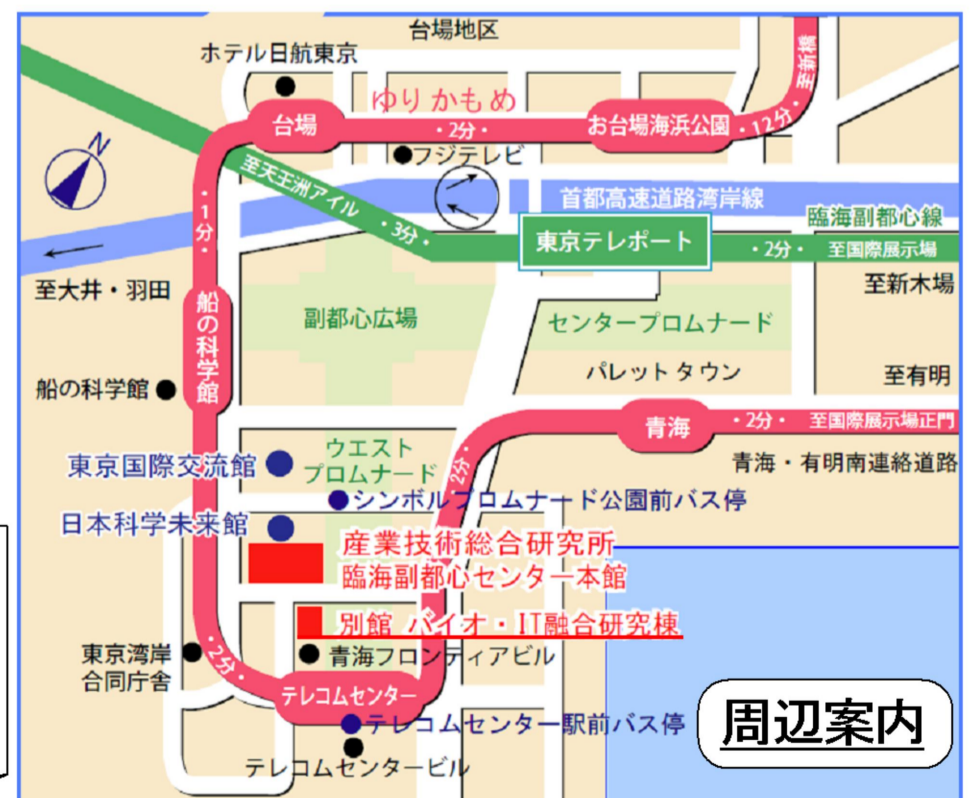 台場地区
ホテル日航東京
至新橋
ゆりかもめ
台場
・2分・
お台場海浜公園
・12分・
フジテレビ
N
至天王洲アイル
・3分・
・1分・
首都高速道路湾岸線
臨海副都心線
東京テレポート
・2分・
至国際展示場
至大井・羽田
至新木場
船の科学館
副都心広場
センタープロムナード
パレットタウン
至有明
船の科学館
青海
・2分・
至国際展示場正門
ウエスト
プロムナード
2分・
青海・有明南連絡道路
東京国際交流館
シンボルプロムナード公園前バス停
日本科学未来館
産業技術総合研究所
臨海副都心センター本館
別館 バイオ・IT融合研究棟
東京湾岸
合同庁舎
・2分・
青海フロンティアビル
テレコムセンター
テレコムセンター駅前バス停
テレコムセンタービル
周辺案内